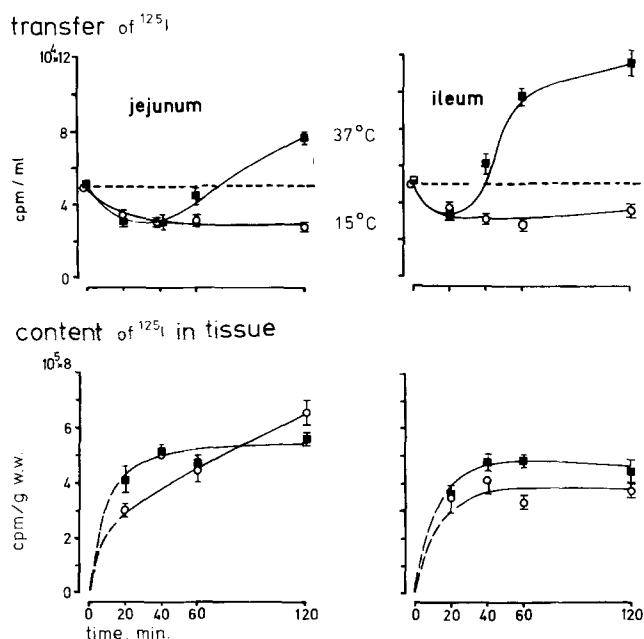 transfer of ¹²⁵I
10⁴×12
8
4
0
cpm/ml
jejunum
37°C
15°C
ileum
content of ¹²⁵I in tissue
10⁵×8
6
4
2
0
cpm/g w.w.
0 20 40 60 120
0 20 40 60 120
time, min.